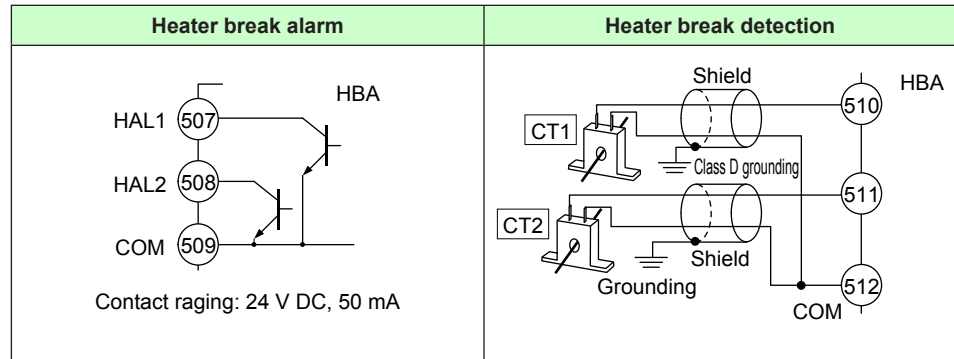 Heater break alarm
HBA
HAL1 507
HAL2 508
COM 509
Contact raging: 24 V DC, 50 mA
Heater break detection
Shield
HBA
510
CT1
Class D grounding
511
CT2
Shield
Grounding
512
COM